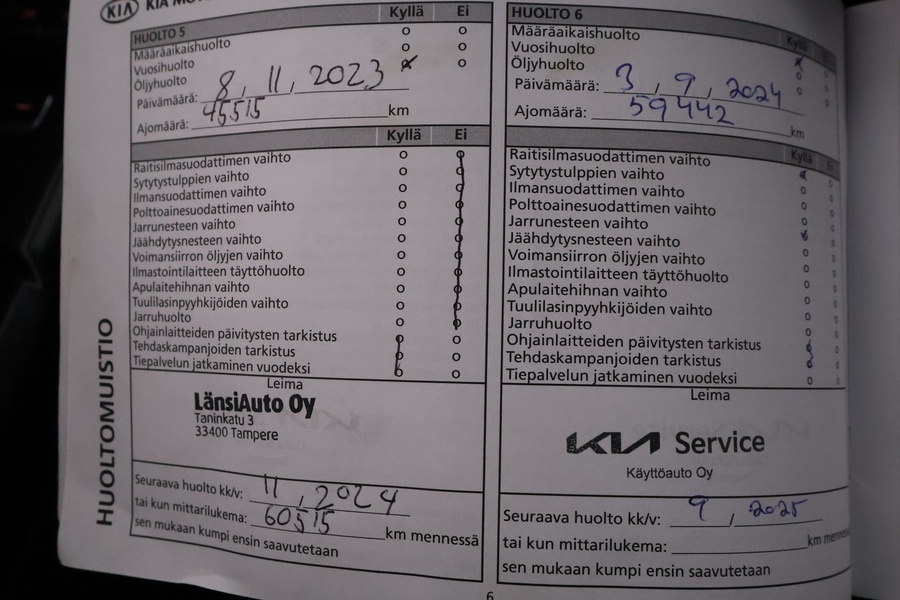 KIA
HUOLTO 5
Kyllä Ei
Määräaikaishuolto
Vuosihuolto
Öljyhuolto
Päivämäärä: 8, 11, 2023
Ajomäärä: 45515 km
Kyllä Ei
Raitisilmasuodattimen vaihto
Sytytystulppien vaihto
Ilmansuodattimen vaihto
Polttoainesuodattimen vaihto
Jarrunesteen vaihto
Jäähdytysnesteen vaihto
Voimansiirron öljyjen vaihto
Ilmastointilaitteen täyttöhuolto
Apulaitehihnan vaihto
Tuulilasinpyyhkijöiden vaihto
Jarruhuolto
Ohjainlaitteiden päivitysten tarkistus
Tehdaskampanjoiden tarkistus
Tiepalvelun jatkaminen vuodeksi
Leima
LänsiAuto Oy
Taninkatu 3
33400 Tampere
Seuraava huolto kk/v: 11, 2024
tai kun mittarilukema: 60515 km mennessä
sen mukaan kumpi ensin saavutetaan
HUOLTOMUISTIO
HUOLTO 6
Kyllä
Määräaikaishuolto
Vuosihuolto
Öljyhuolto
Päivämäärä: 3, 9, 2024
Ajomäärä: 59442 km
Kyllä Ei
Raitisilmasuodattimen vaihto
Sytytystulppien vaihto
Ilmansuodattimen vaihto
Polttoainesuodattimen vaihto
Jarrunesteen vaihto
Jäähdytysnesteen vaihto
Voimansiirron öljyjen vaihto
Ilmastointilaitteen täyttöhuolto
Apulaitehihnan vaihto
Tuulilasinpyyhkijöiden vaihto
Jarruhuolto
Ohjainlaitteiden päivitysten tarkistus
Tehdaskampanjoiden tarkistus
Tiepalvelun jatkaminen vuodeksi
Leima
KIA Service
Käyttöauto Oy
Seuraava huolto kk/v: 9, 2025
tai kun mittarilukema: km mennessä
sen mukaan kumpi ensin saavutetaan
6